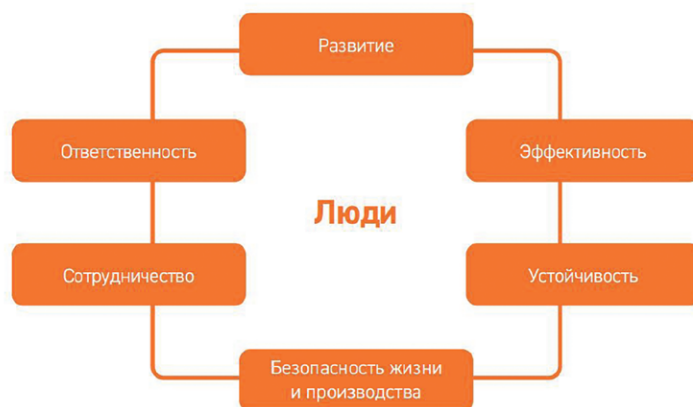 Развитие
Ответственность
Эффективность
Люди
Сотрудничество
Устойчивость
Безопасность жизни
и производства